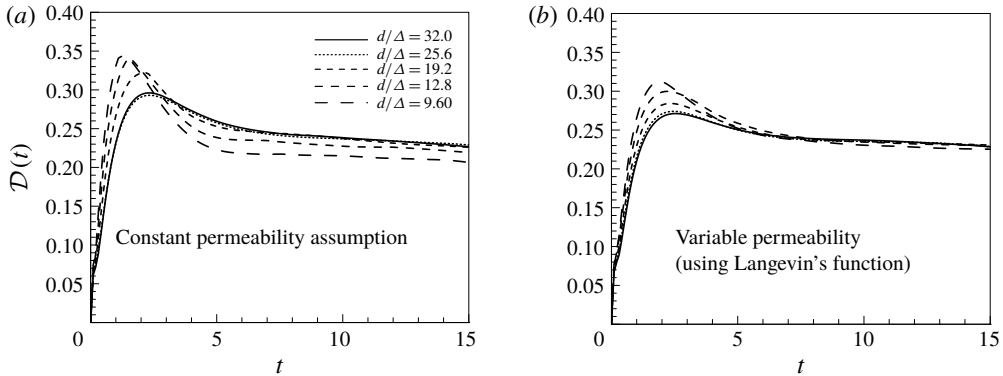 (a)
0.40
0.35
0.30
0.25
0.20
0.15
0.10
0.05
0
5
10
15
D(t)
t
d/Δ = 32.0
d/Δ = 25.6
d/Δ = 19.2
d/Δ = 12.8
d/Δ = 9.60
Constant permeability assumption
(b)
0.40
0.35
0.30
0.25
0.20
0.15
0.10
0.05
0
5
10
15
t
Variable permeability
(using Langevin's function)